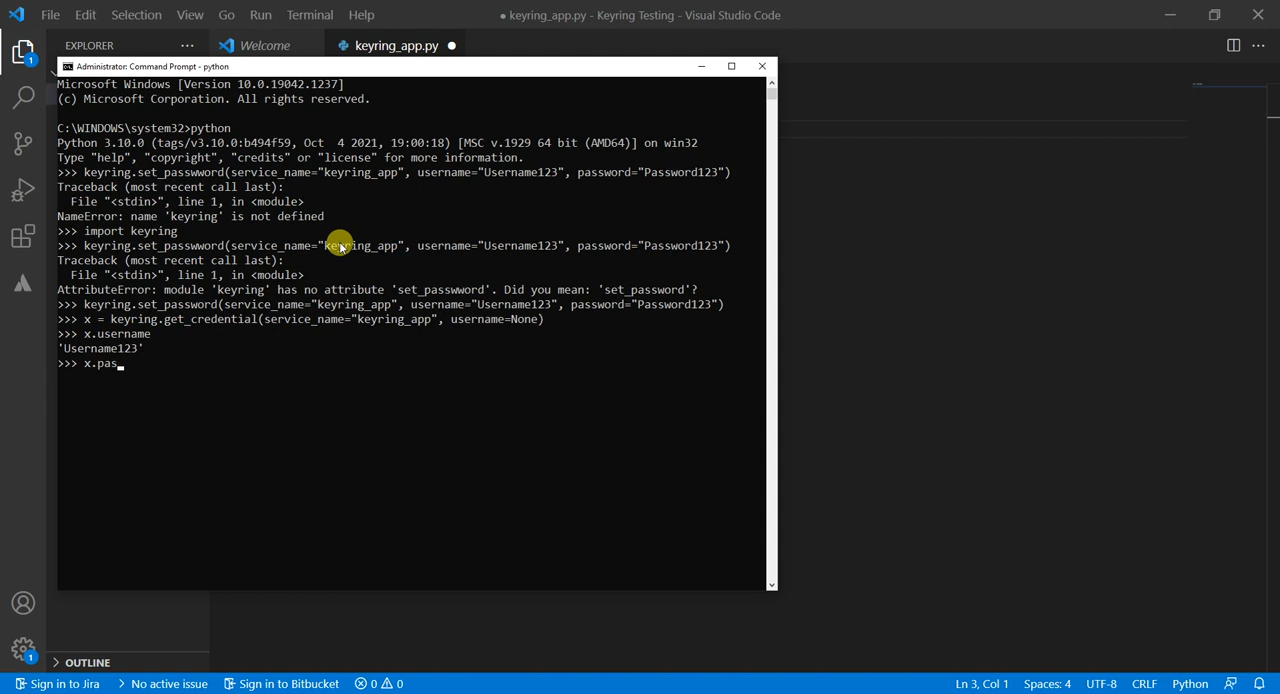 File Edit Selection View Go Run Terminal Help
● keyring_app.py - Keyring Testing - Visual Studio Code
EXPLORER ··· Welcome keyring_app.py ●
1
Administrator: Command Prompt - python
Microsoft Windows [Version 10.0.19042.1237]
(c) Microsoft Corporation. All rights reserved.
C:\WINDOWS\system32>python
Python 3.10.0 (tags/v3.10.0:b494f59, Oct  4 2021, 19:00:18) [MSC v.1929 64 bit (AMD64)] on win32
Type "help", "copyright", "credits" or "license" for more information.
>>> keyring.set_passwword(service_name="keyring_app", username="Username123", password="Password123")
Traceback (most recent call last):
  File "<stdin>", line 1, in <module>
NameError: name 'keyring' is not defined
>>> import keyring
>>> keyring.set_passwword(service_name="keyring_app", username="Username123", password="Password123")
Traceback (most recent call last):
  File "<stdin>", line 1, in <module>
AttributeError: module 'keyring' has no attribute 'set_passwword'. Did you mean: 'set_password'?
>>> keyring.set_password(service_name="keyring_app", username="Username123", password="Password123")
>>> x = keyring.get_credential(service_name="keyring_app", username=None)
>>> x.username
'Username123'
>>> x.pas
1
OUTLINE
Sign in to Jira No active issue Sign in to Bitbucket 0 0 Ln 3, Col 1 Spaces: 4 UTF-8 CRLF Python